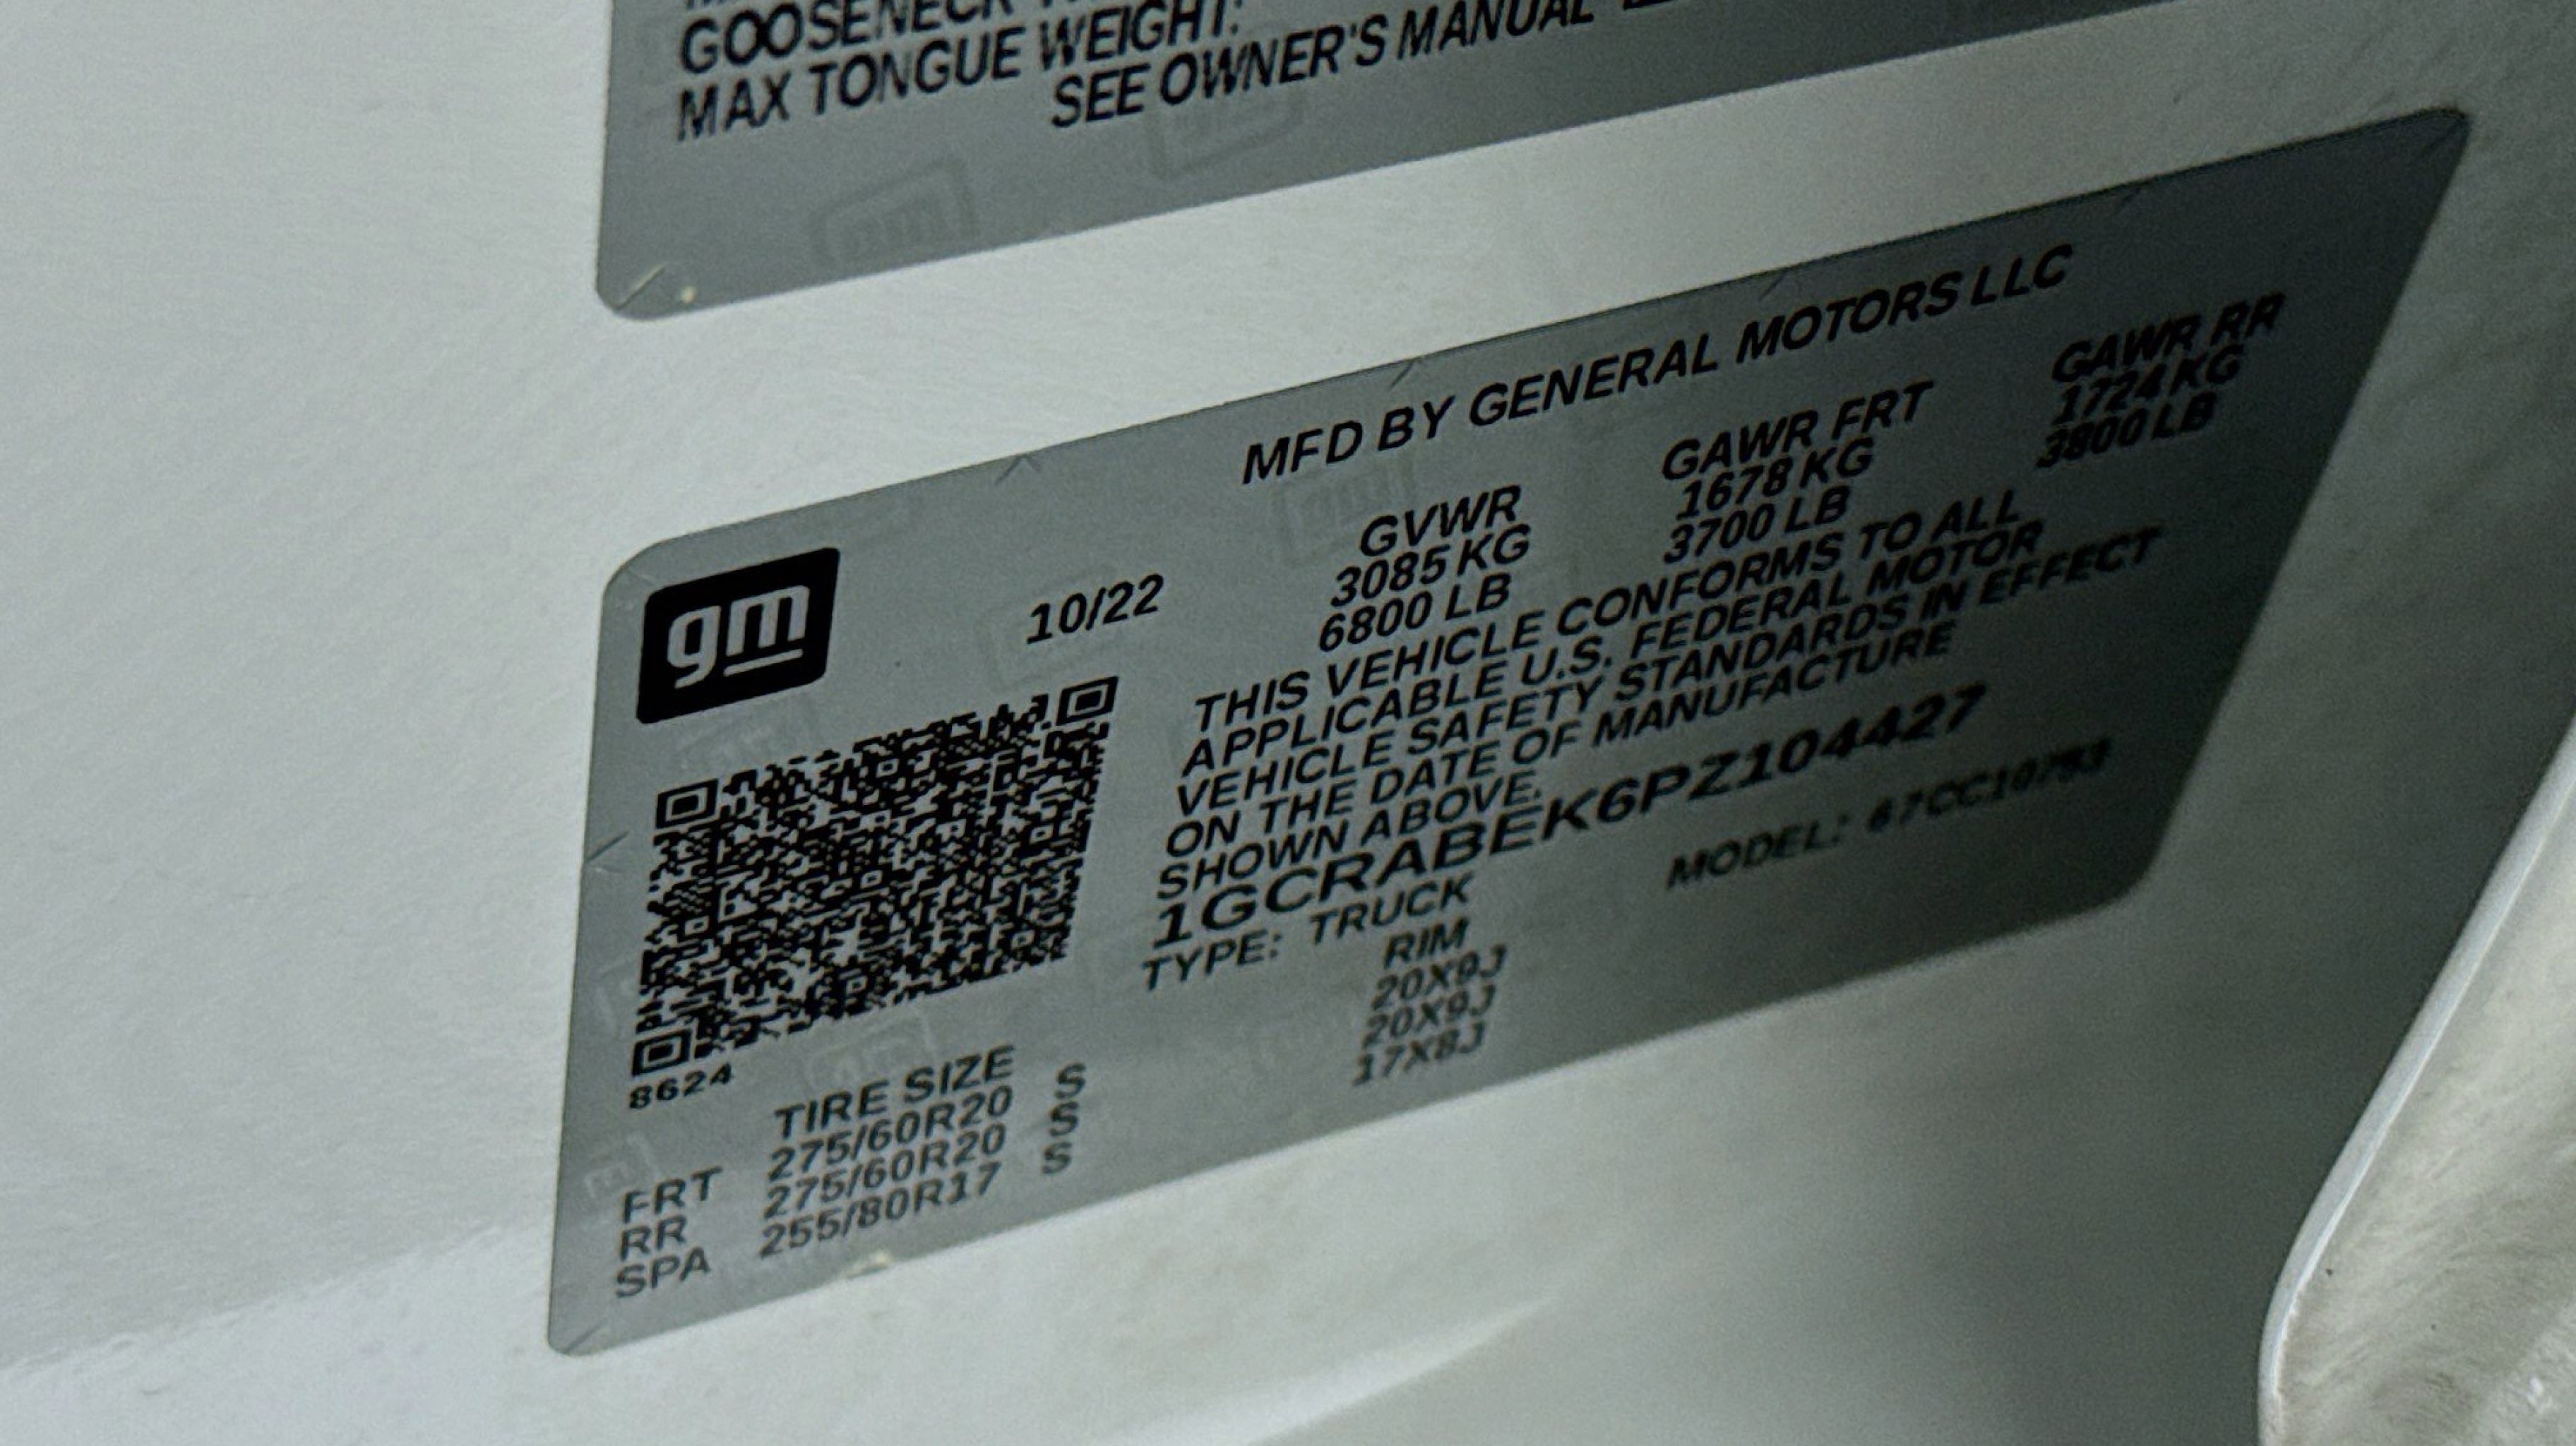 GOOSENECK
MAX TONGUE WEIGHT:
SEE OWNER'S MANUAL
MFD BY GENERAL MOTORS LLC
gm
10/22
GVWR GAWR FRT GAWR RR
3085 KG 1678 KG 1724 KG
6800 LB 3700 LB 3800 LB
THIS VEHICLE CONFORMS TO ALL
APPLICABLE U.S. FEDERAL MOTOR
VEHICLE SAFETY STANDARDS IN EFFECT
ON THE DATE OF MANUFACTURE
SHOWN ABOVE.
1GCRABEK6PZ104427
TYPE: TRUCK MODEL:
8624
TIRE SIZE RIM
FRT 275/60R20 S 20X9J
RR 275/60R20 S 20X9J
SPA 255/80R17 S 17X8J